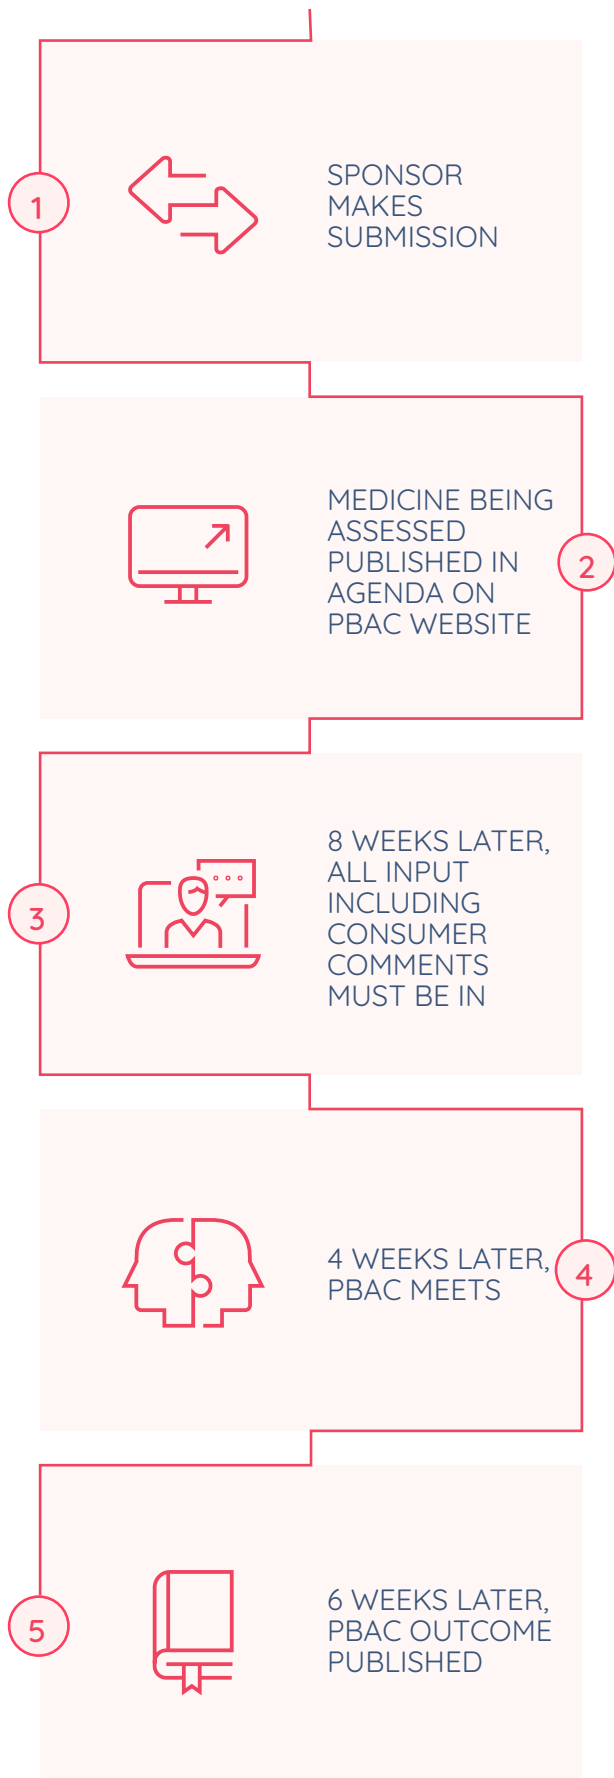 1
SPONSOR
MAKES
SUBMISSION
MEDICINE BEING
ASSESSED
PUBLISHED IN
AGENDA ON
PBAC WEBSITE
2
3
8 WEEKS LATER,
ALL INPUT
INCLUDING
CONSUMER
COMMENTS
MUST BE IN
4 WEEKS LATER,
PBAC MEETS
4
5
6 WEEKS LATER,
PBAC OUTCOME
PUBLISHED